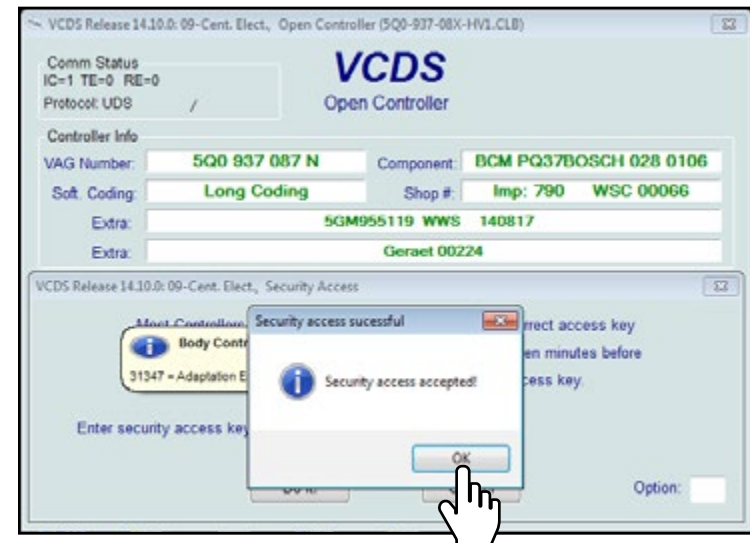 VCDS Release 14.10.0: 09-Cent. Elect., Open Controller (5Q0-937-08X-HV1.CLB)
Comm Status
IC=1 TE=0 RE=0
Protocol: UDS /
VCDS
Open Controller
Controller Info
VAG Number: 5Q0 937 087 N Component: BCM PQ37BOSCH 028 0106
Soft. Coding: Long Coding Shop #: Imp: 790 WSC 00066
Extra: 5GM955119 WWS 140817
Extra: Geraet 00224
VCDS Release 14.10.0: 09-Cent. Elect., Security Access
Most Controllers
Security access sucessful
rrect access key
Body Contr
en minutes before
31347 = Adaptation E
Security access accepted!
cess key.
Enter security access key
OK
Option: